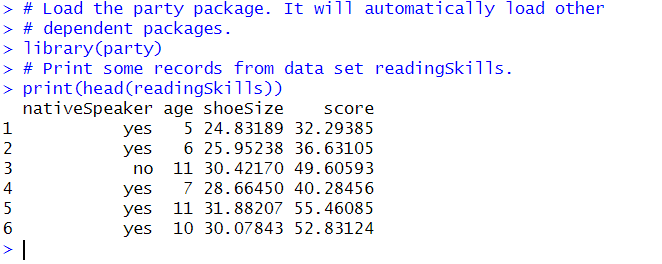 > # Load the party package. It will automatically load other
> # dependent packages.
> library(party)
> # Print some records from data set readingSkills.
> print(head(readingSkills))
  nativeSpeaker age shoeSize    score
1           yes   5 24.83189 32.29385
2           yes   6 25.95238 36.63105
3            no  11 30.42170 49.60593
4           yes   7 28.66450 40.28456
5           yes  11 31.88207 55.46085
6           yes  10 30.07843 52.83124
>